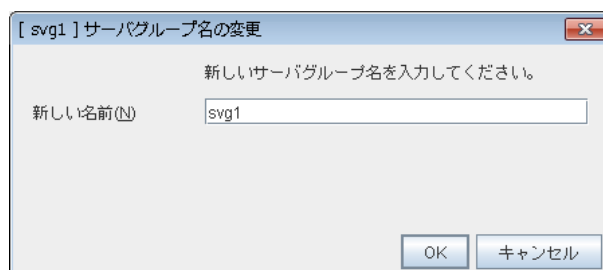 [ svg1 ] サーバグループ名の変更
新しいサーバグループ名を入力してください。
新しい名前(N)
svg1
OK
キャンセル